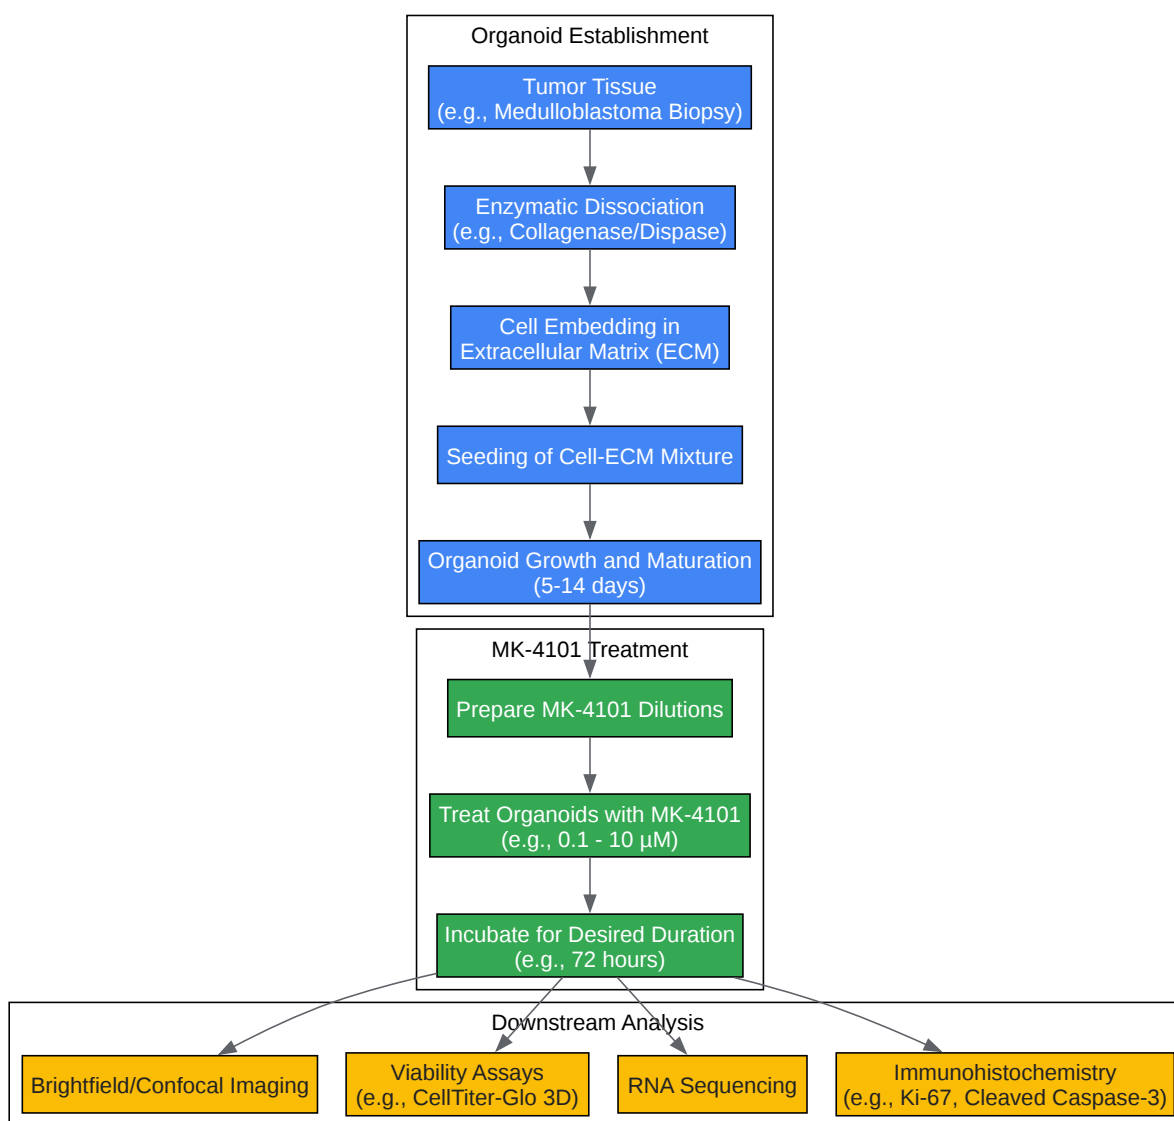 Organoid Establishment
Tumor Tissue
(e.g., Medulloblastoma Biopsy)
Enzymatic Dissociation
(e.g., Collagenase/Dispase)
Cell Embedding in
Extracellular Matrix (ECM)
Seeding of Cell-ECM Mixture
Organoid Growth and Maturation
(5-14 days)
MK-4101 Treatment
Prepare MK-4101 Dilutions
Treat Organoids with MK-4101
(e.g., 0.1 - 10 µM)
Incubate for Desired Duration
(e.g., 72 hours)
Downstream Analysis
Brightfield/Confocal Imaging
Viability Assays
(e.g., CellTiter-Glo 3D)
RNA Sequencing
Immunohistochemistry
(e.g., Ki-67, Cleaved Caspase-3)